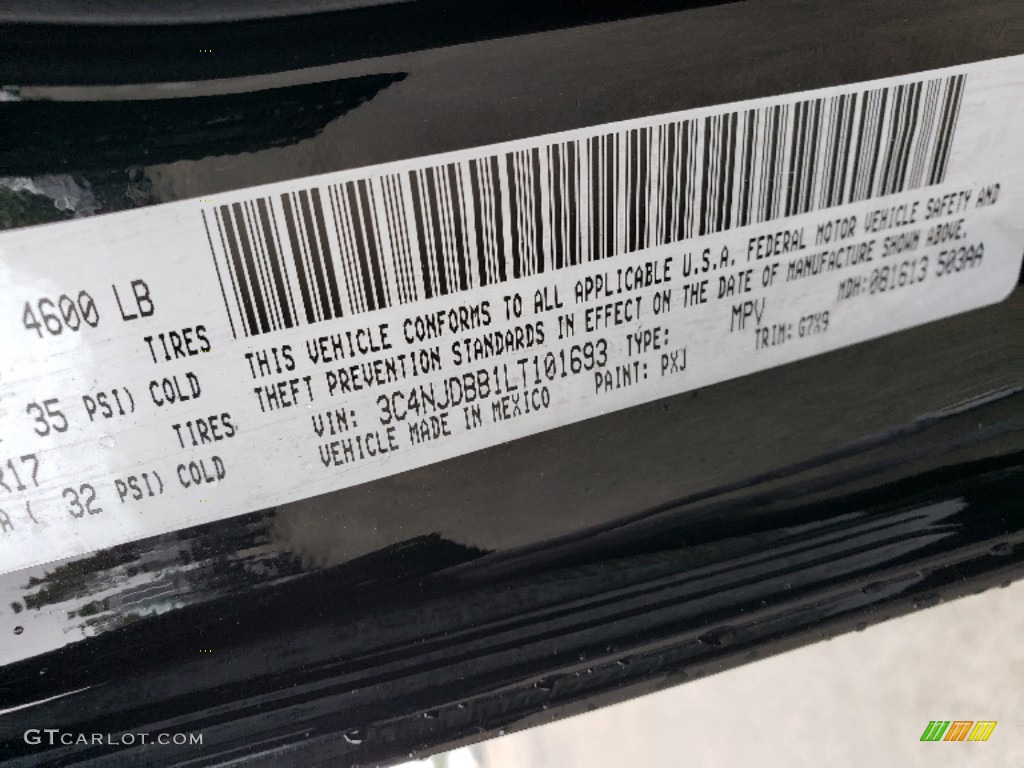 4600 LB
TIRES
35 PSI) COLD
TIRES
R17
32 PSI) COLD
THIS VEHICLE CONFORMS TO ALL APPLICABLE U.S.A. FEDERAL MOTOR VEHICLE SAFETY AND
THEFT PREVENTION STANDARDS IN EFFECT ON THE DATE OF MANUFACTURE SHOWN ABOVE.
VIN: 3C4NJDBB1LT101693 TYPE: MPV MDH:081613 503AA
VEHICLE MADE IN MEXICO PAINT: PXJ TRIM: G7X9
GTCARLOT.COM